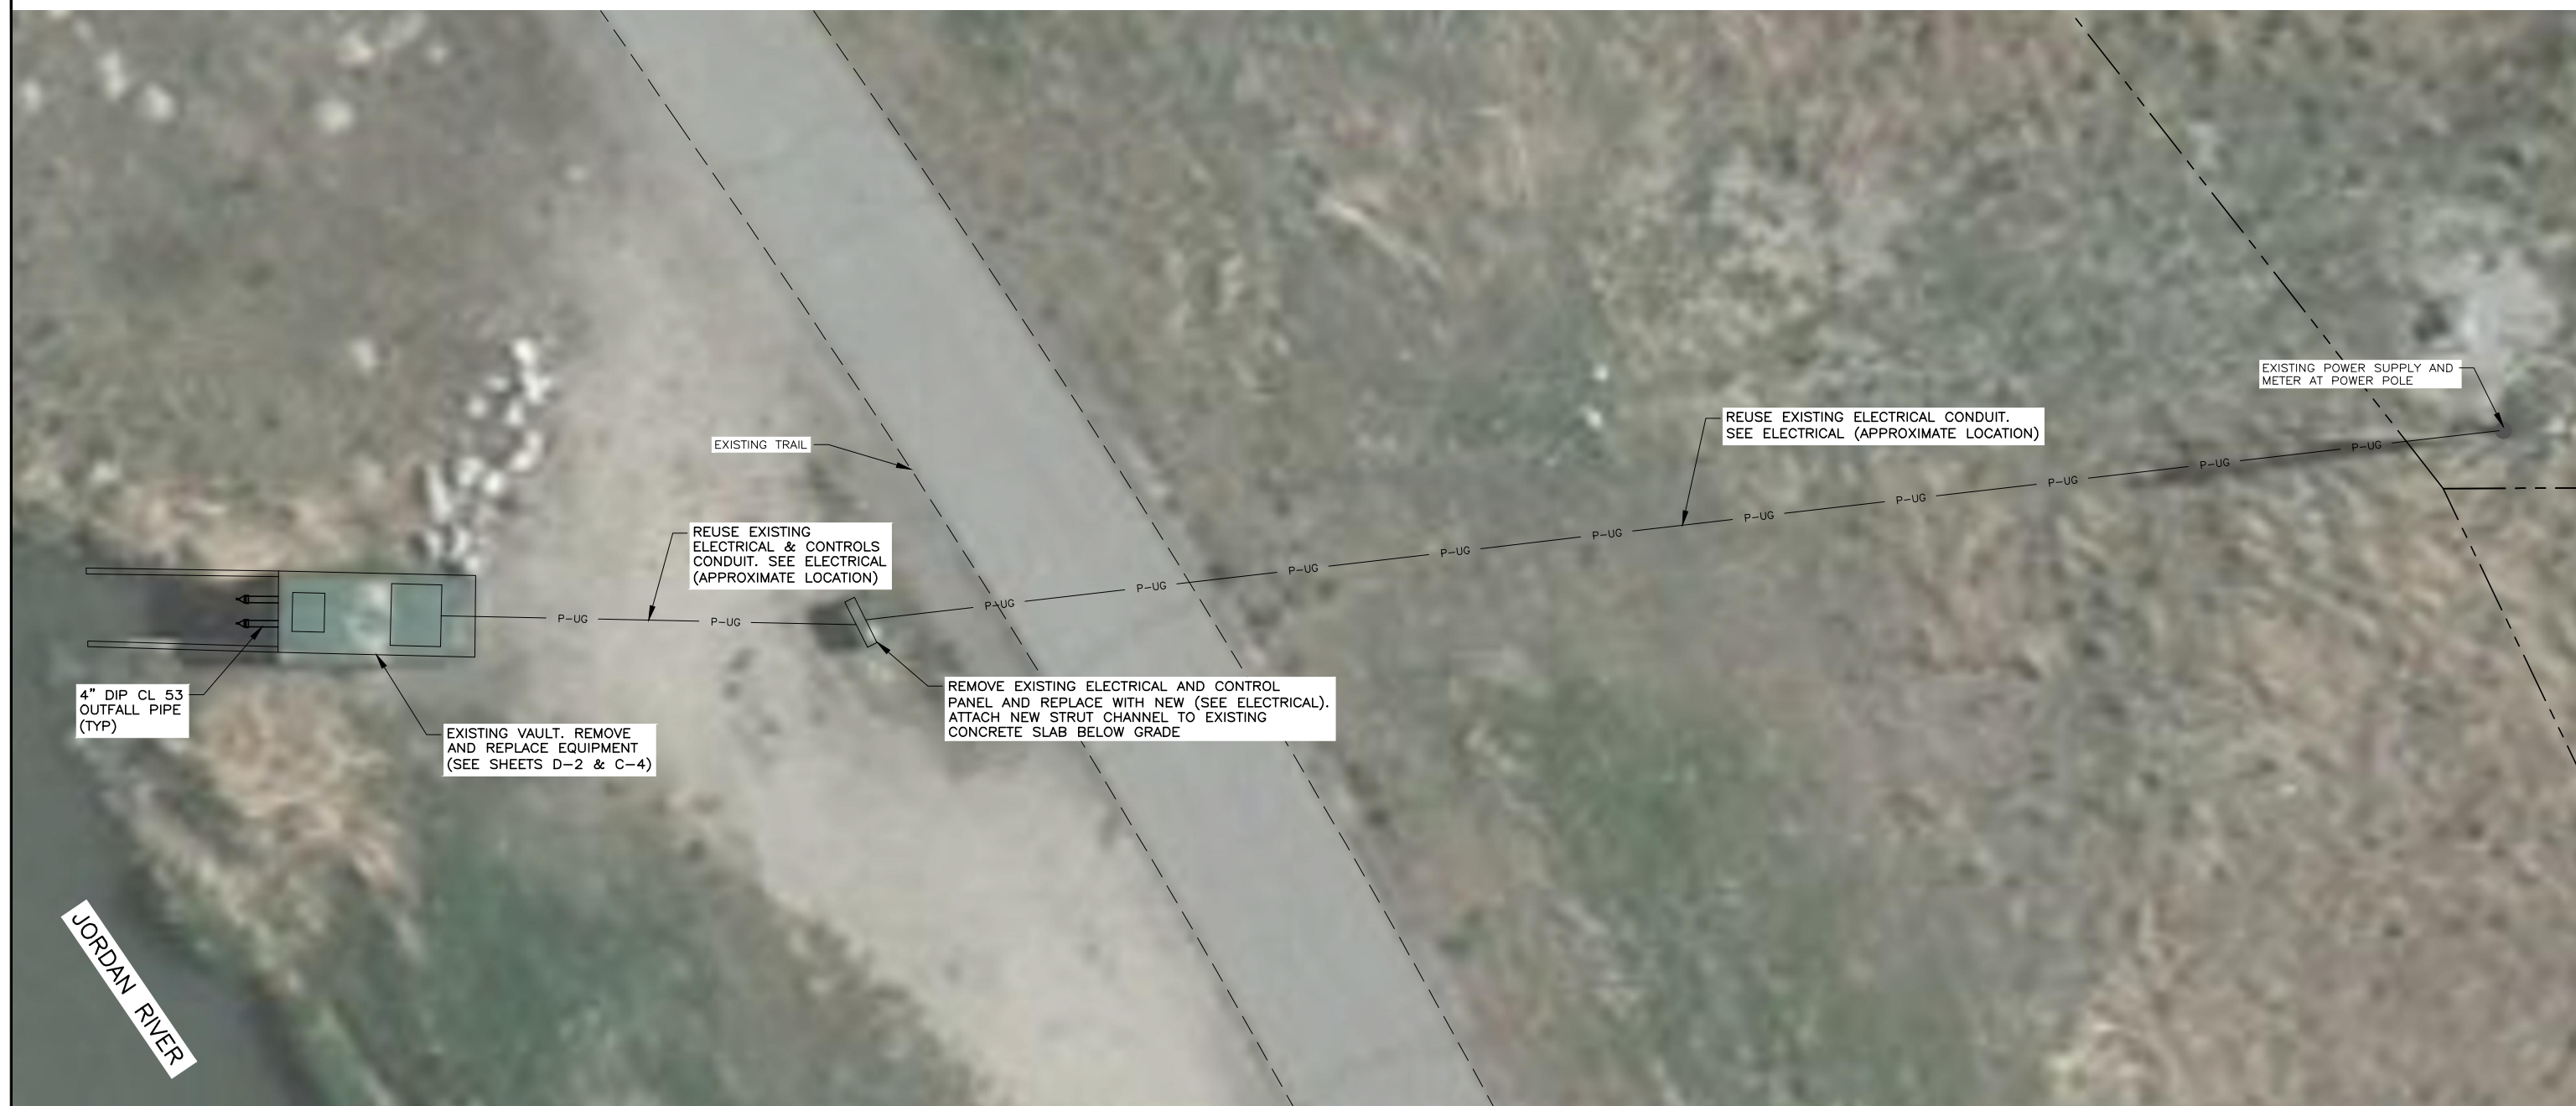 EXISTING POWER SUPPLY AND
METER AT POWER POLE
REUSE EXISTING ELECTRICAL CONDUIT.
SEE ELECTRICAL (APPROXIMATE LOCATION)
EXISTING TRAIL
P-UG
P-UG
P-UG
P-UG
P-UG
P-UG
P-UG
P-UG
P-UG
P-UG
REUSE EXISTING
ELECTRICAL & CONTROLS
CONDUIT. SEE ELECTRICAL
(APPROXIMATE LOCATION)
P-UG
P-UG
REMOVE EXISTING ELECTRICAL AND CONTROL
PANEL AND REPLACE WITH NEW (SEE ELECTRICAL).
ATTACH NEW STRUT CHANNEL TO EXISTING
CONCRETE SLAB BELOW GRADE
4" DIP CL 53
OUTFALL PIPE
(TYP)
EXISTING VAULT. REMOVE
AND REPLACE EQUIPMENT
(SEE SHEETS D-2 & C-4)
JORDAN RIVER